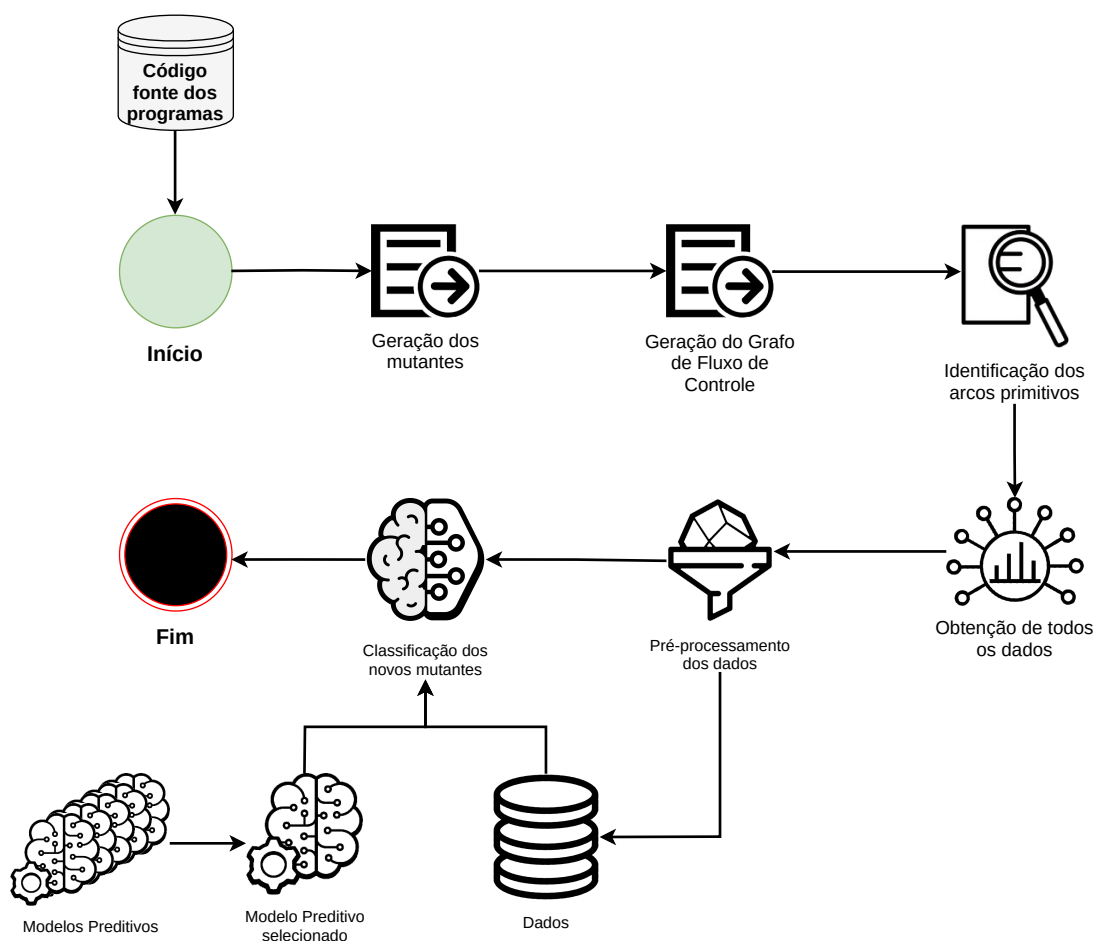 Código
fonte dos
programas
Início
Geração dos
mutantes
Geração do Grafo
de Fluxo de
Controle
Identificação dos
arcos primitivos
Fim
Classificação dos
novos mutantes
Pré-processamento
dos dados
Obtenção de todos
os dados
Modelos Preditivos
Modelo Preditivo
selecionado
Dados